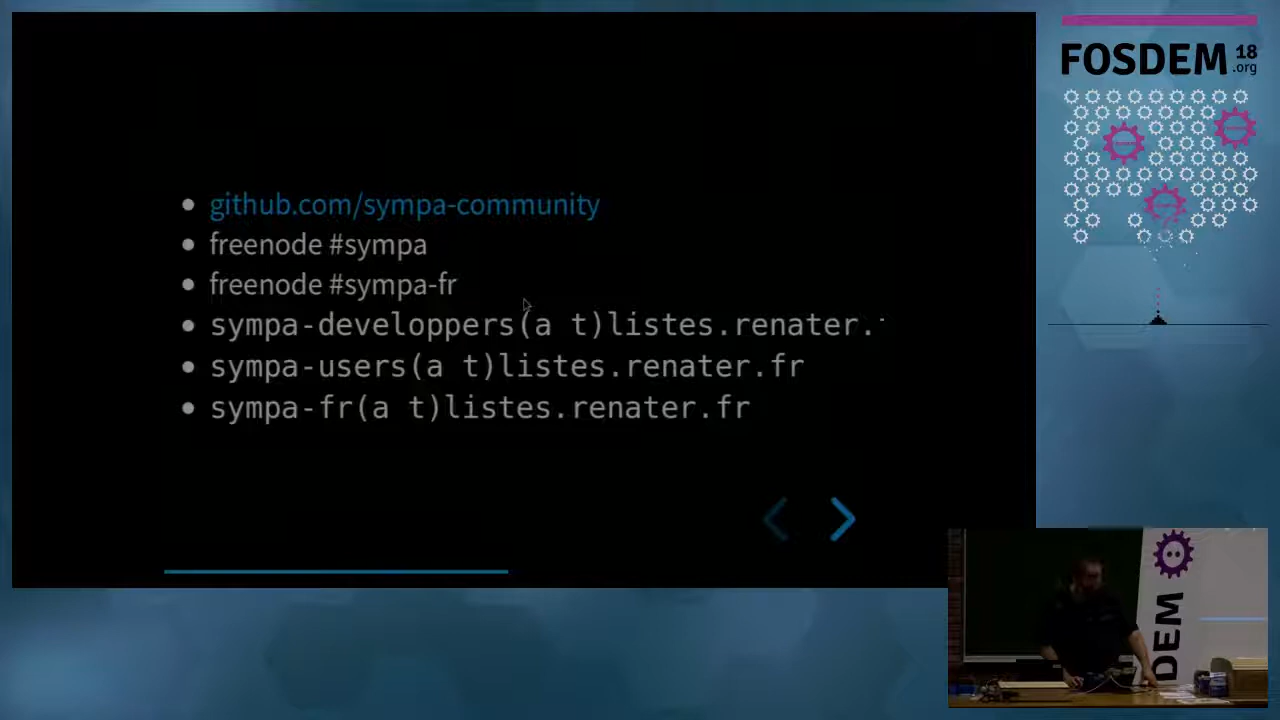 FOSDEM 18
.org
github.com/sympa-community
freenode #sympa
freenode #sympa-fr
sympa-developpers(a t)listes.renater.
sympa-users(a t)listes.renater.fr
sympa-fr(a t)listes.renater.fr
DEM